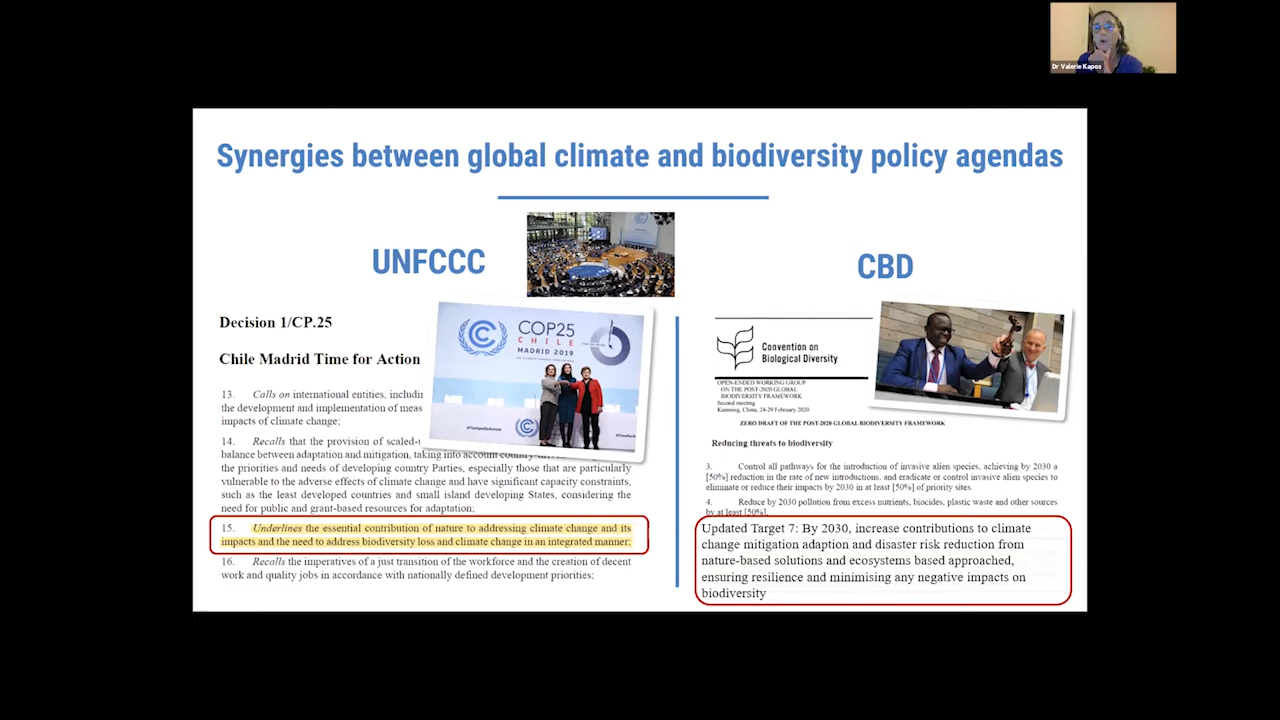 Dr Valerie Kapos
Synergies between global climate and biodiversity policy agendas
UNFCCC
CBD
Decision 1/CP.25
Chile Madrid Time for Action
13. Calls on international entities, includin
the development and implementation of meas
impacts of climate change;
14. Recalls that the provision of scaled-u
balance between adaptation and mitigation, taking into account country-driven
the priorities and needs of developing country Parties, especially those that are particularly
vulnerable to the adverse effects of climate change and have significant capacity constraints,
such as the least developed countries and small island developing States, considering the
need for public and grant-based resources for adaptation;
15. Underlines the essential contribution of nature to addressing climate change and its
impacts and the need to address biodiversity loss and climate change in an integrated manner;
16. Recalls the imperatives of a just transition of the workforce and the creation of decent
work and quality jobs in accordance with nationally defined development priorities;
COP25
CHILE
MADRID 2019
UN CLIMATE CHANGE CONFERENCE
#TiempoDeActuar
Convention on
Biological Diversity
OPEN-ENDED WORKING GROUP
ON THE POST-2020 GLOBAL
BIODIVERSITY FRAMEWORK
Second meeting
Kunming, China, 24-29 February 2020
ZERO DRAFT OF THE POST-2020 GLOBAL BIODIVERSITY FRAMEWORK
Reducing threats to biodiversity
3. Control all pathways for the introduction of invasive alien species, achieving by 2030 a
[50%] reduction in the rate of new introductions, and eradicate or control invasive alien species to
eliminate or reduce their impacts by 2030 in at least [50%] of priority sites.
4. Reduce by 2030 pollution from excess nutrients, biocides, plastic waste and other sources
by at least [50%].
Updated Target 7: By 2030, increase contributions to climate
change mitigation adaption and disaster risk reduction from
nature-based solutions and ecosystems based approached,
ensuring resilience and minimising any negative impacts on
biodiversity